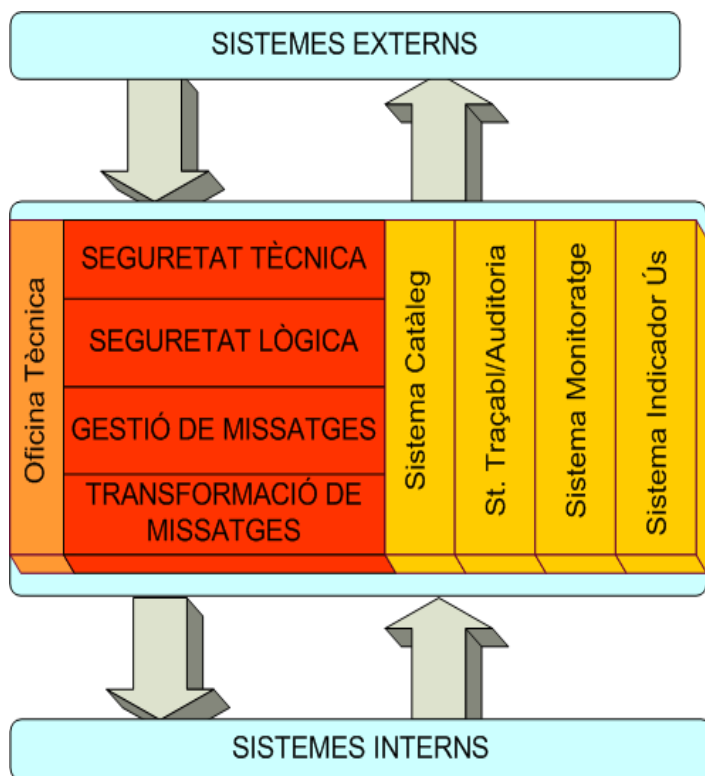 SISTEMES EXTERNS
Oficina Tècnica
SEGURETAT TÈCNICA
SEGURETAT LÒGICA
GESTIÓ DE MISSATGES
TRANSFORMACIÓ DE
MISSATGES
Sistema Catàleg
St. Traçabl/Auditoria
Sistema Monitoratge
Sistema Indicador Ús
SISTEMES INTERNS